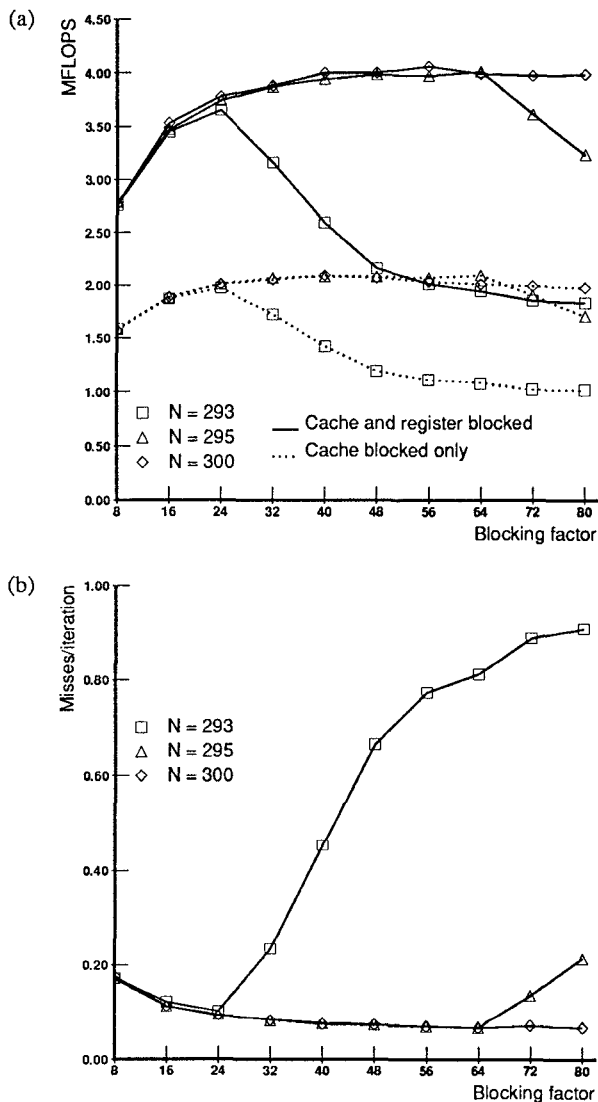 (a)
MFLOPS
4.50
4.00
3.50
3.00
2.50
2.00
1.50
1.00
0.50
0.00
N = 293
N = 295
N = 300
Cache and register blocked
Cache blocked only
8 16 24 32 40 48 56 64 72 80
Blocking factor
(b)
Misses/iteration
1.00
0.80
0.60
0.40
0.20
0.00
N = 293
N = 295
N = 300
8 16 24 32 40 48 56 64 72 80
Blocking factor